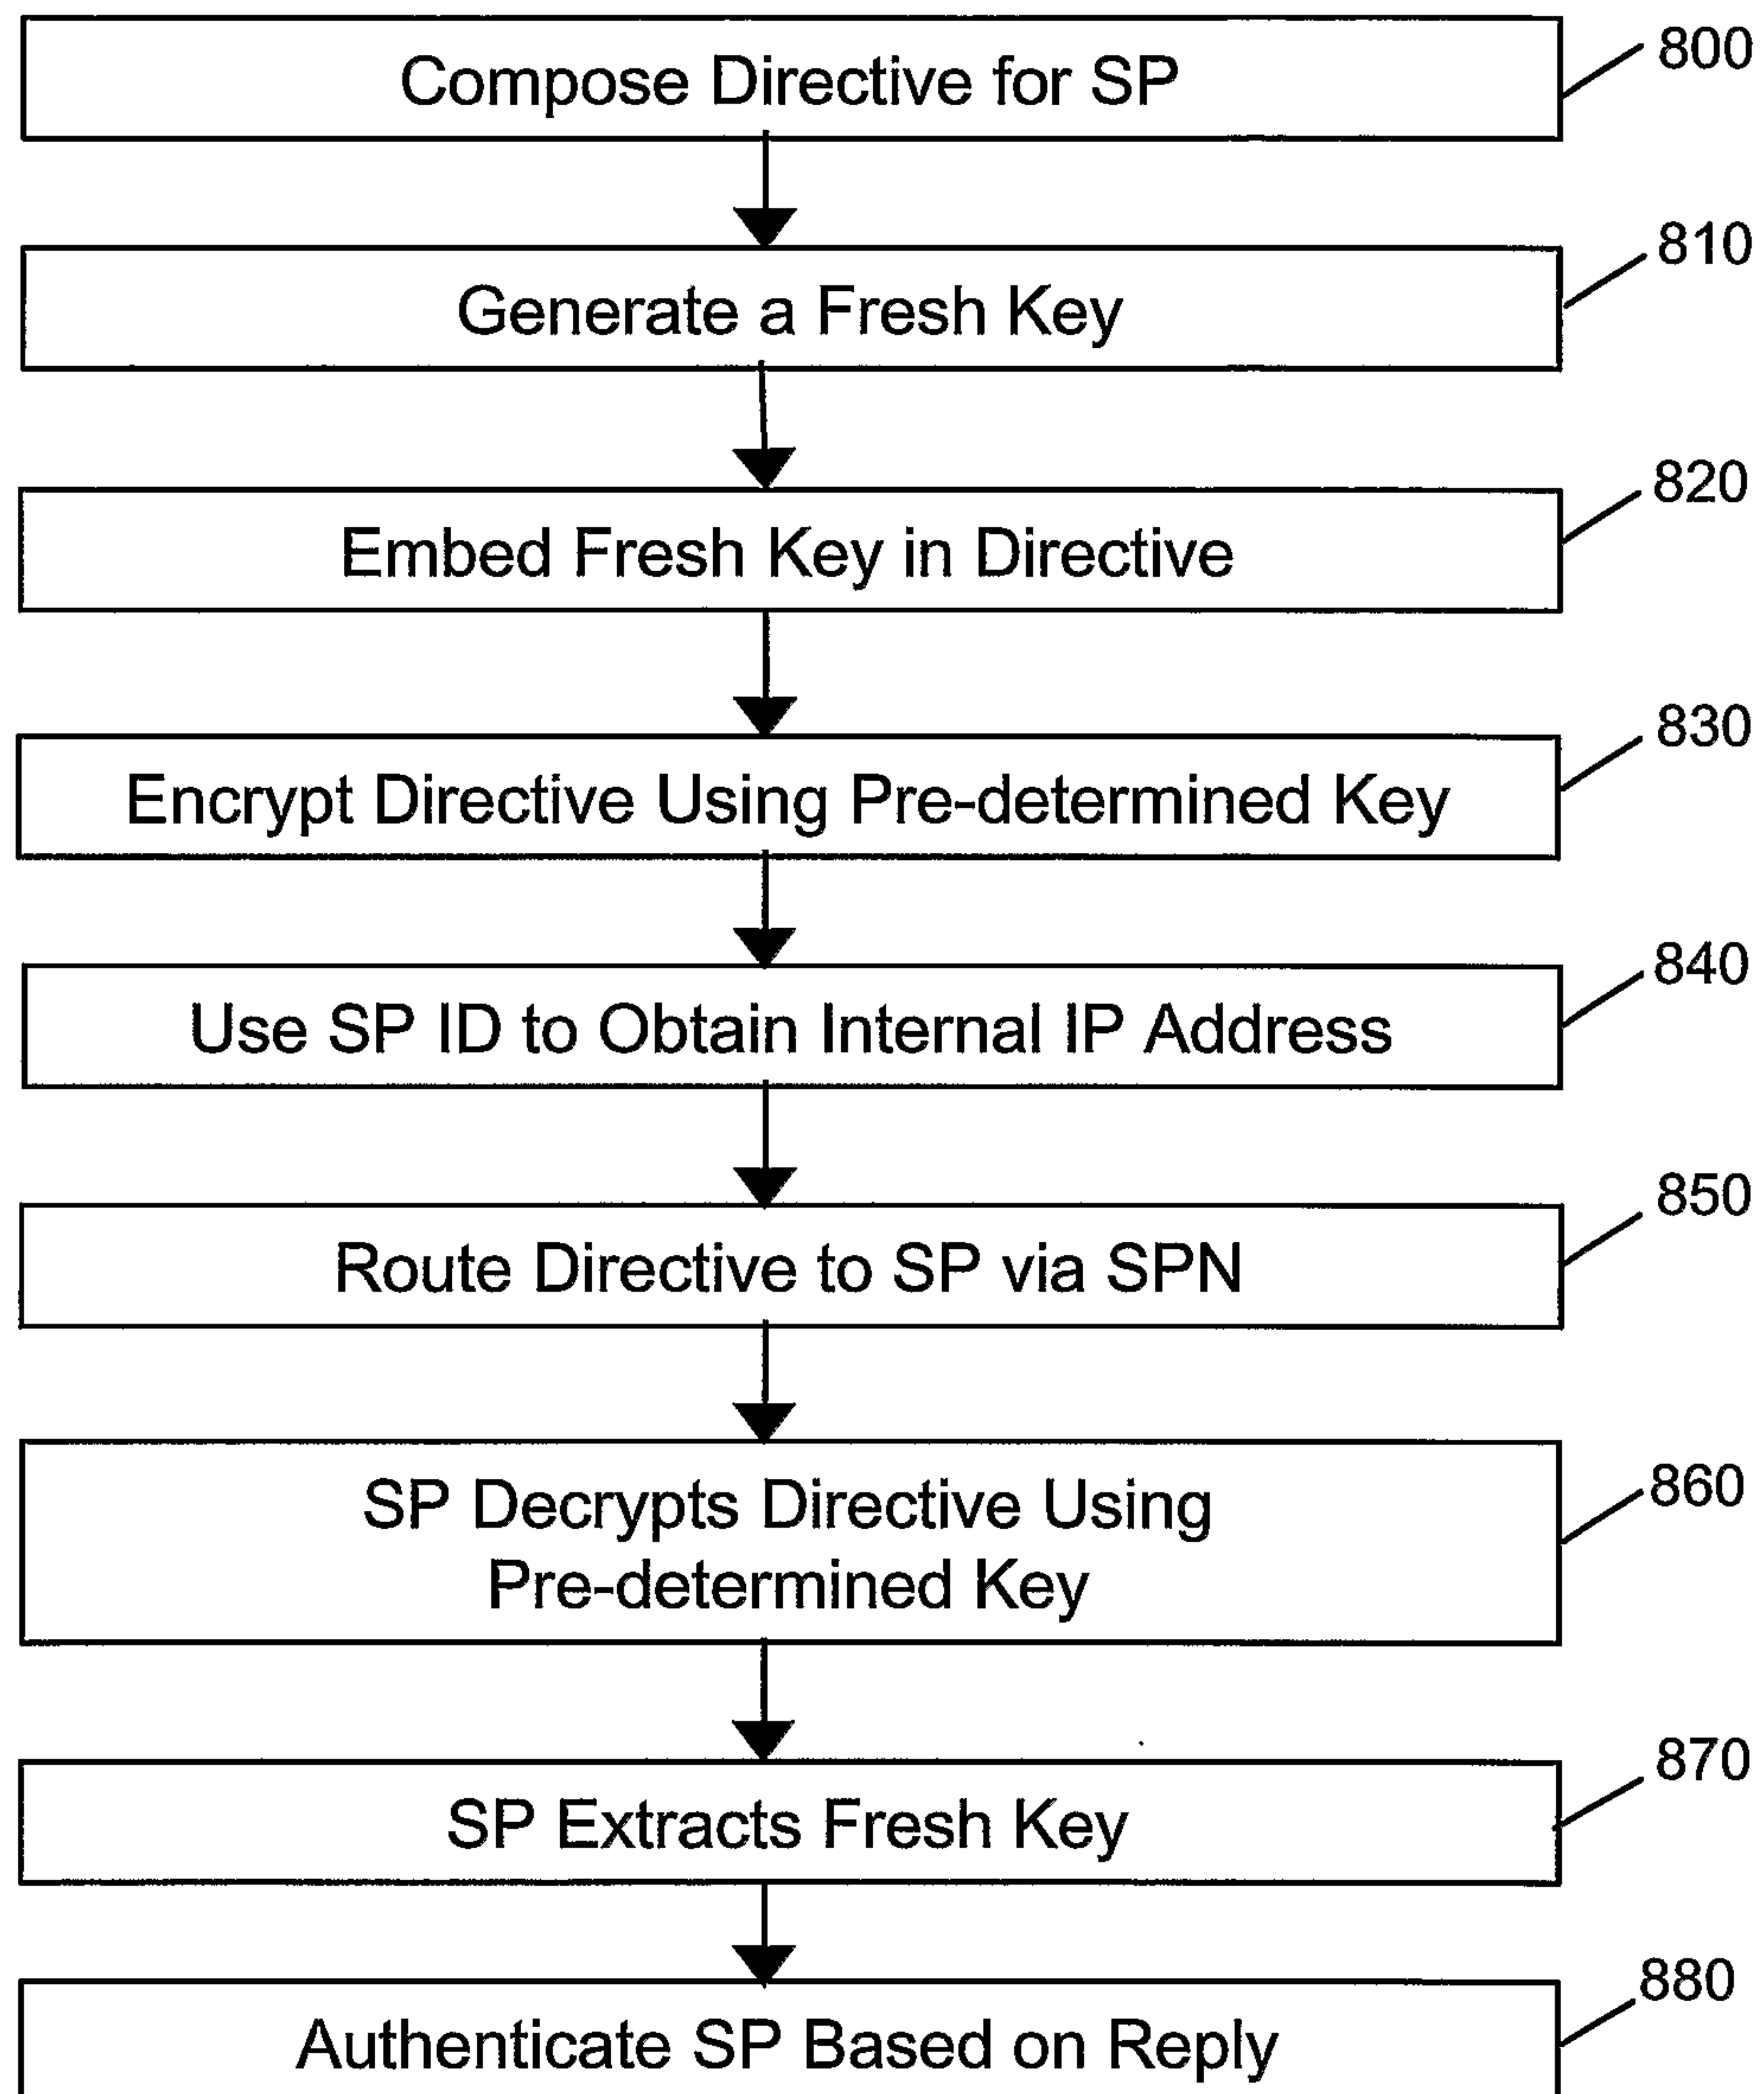 Compose Directive for SP
800
Generate a Fresh Key
810
Embed Fresh Key in Directive
820
Encrypt Directive Using Pre-determined Key
830
Use SP ID to Obtain Internal IP Address
840
Route Directive to SP via SPN
850
SP Decrypts Directive Using
Pre-determined Key
860
SP Extracts Fresh Key
870
Authenticate SP Based on Reply
880